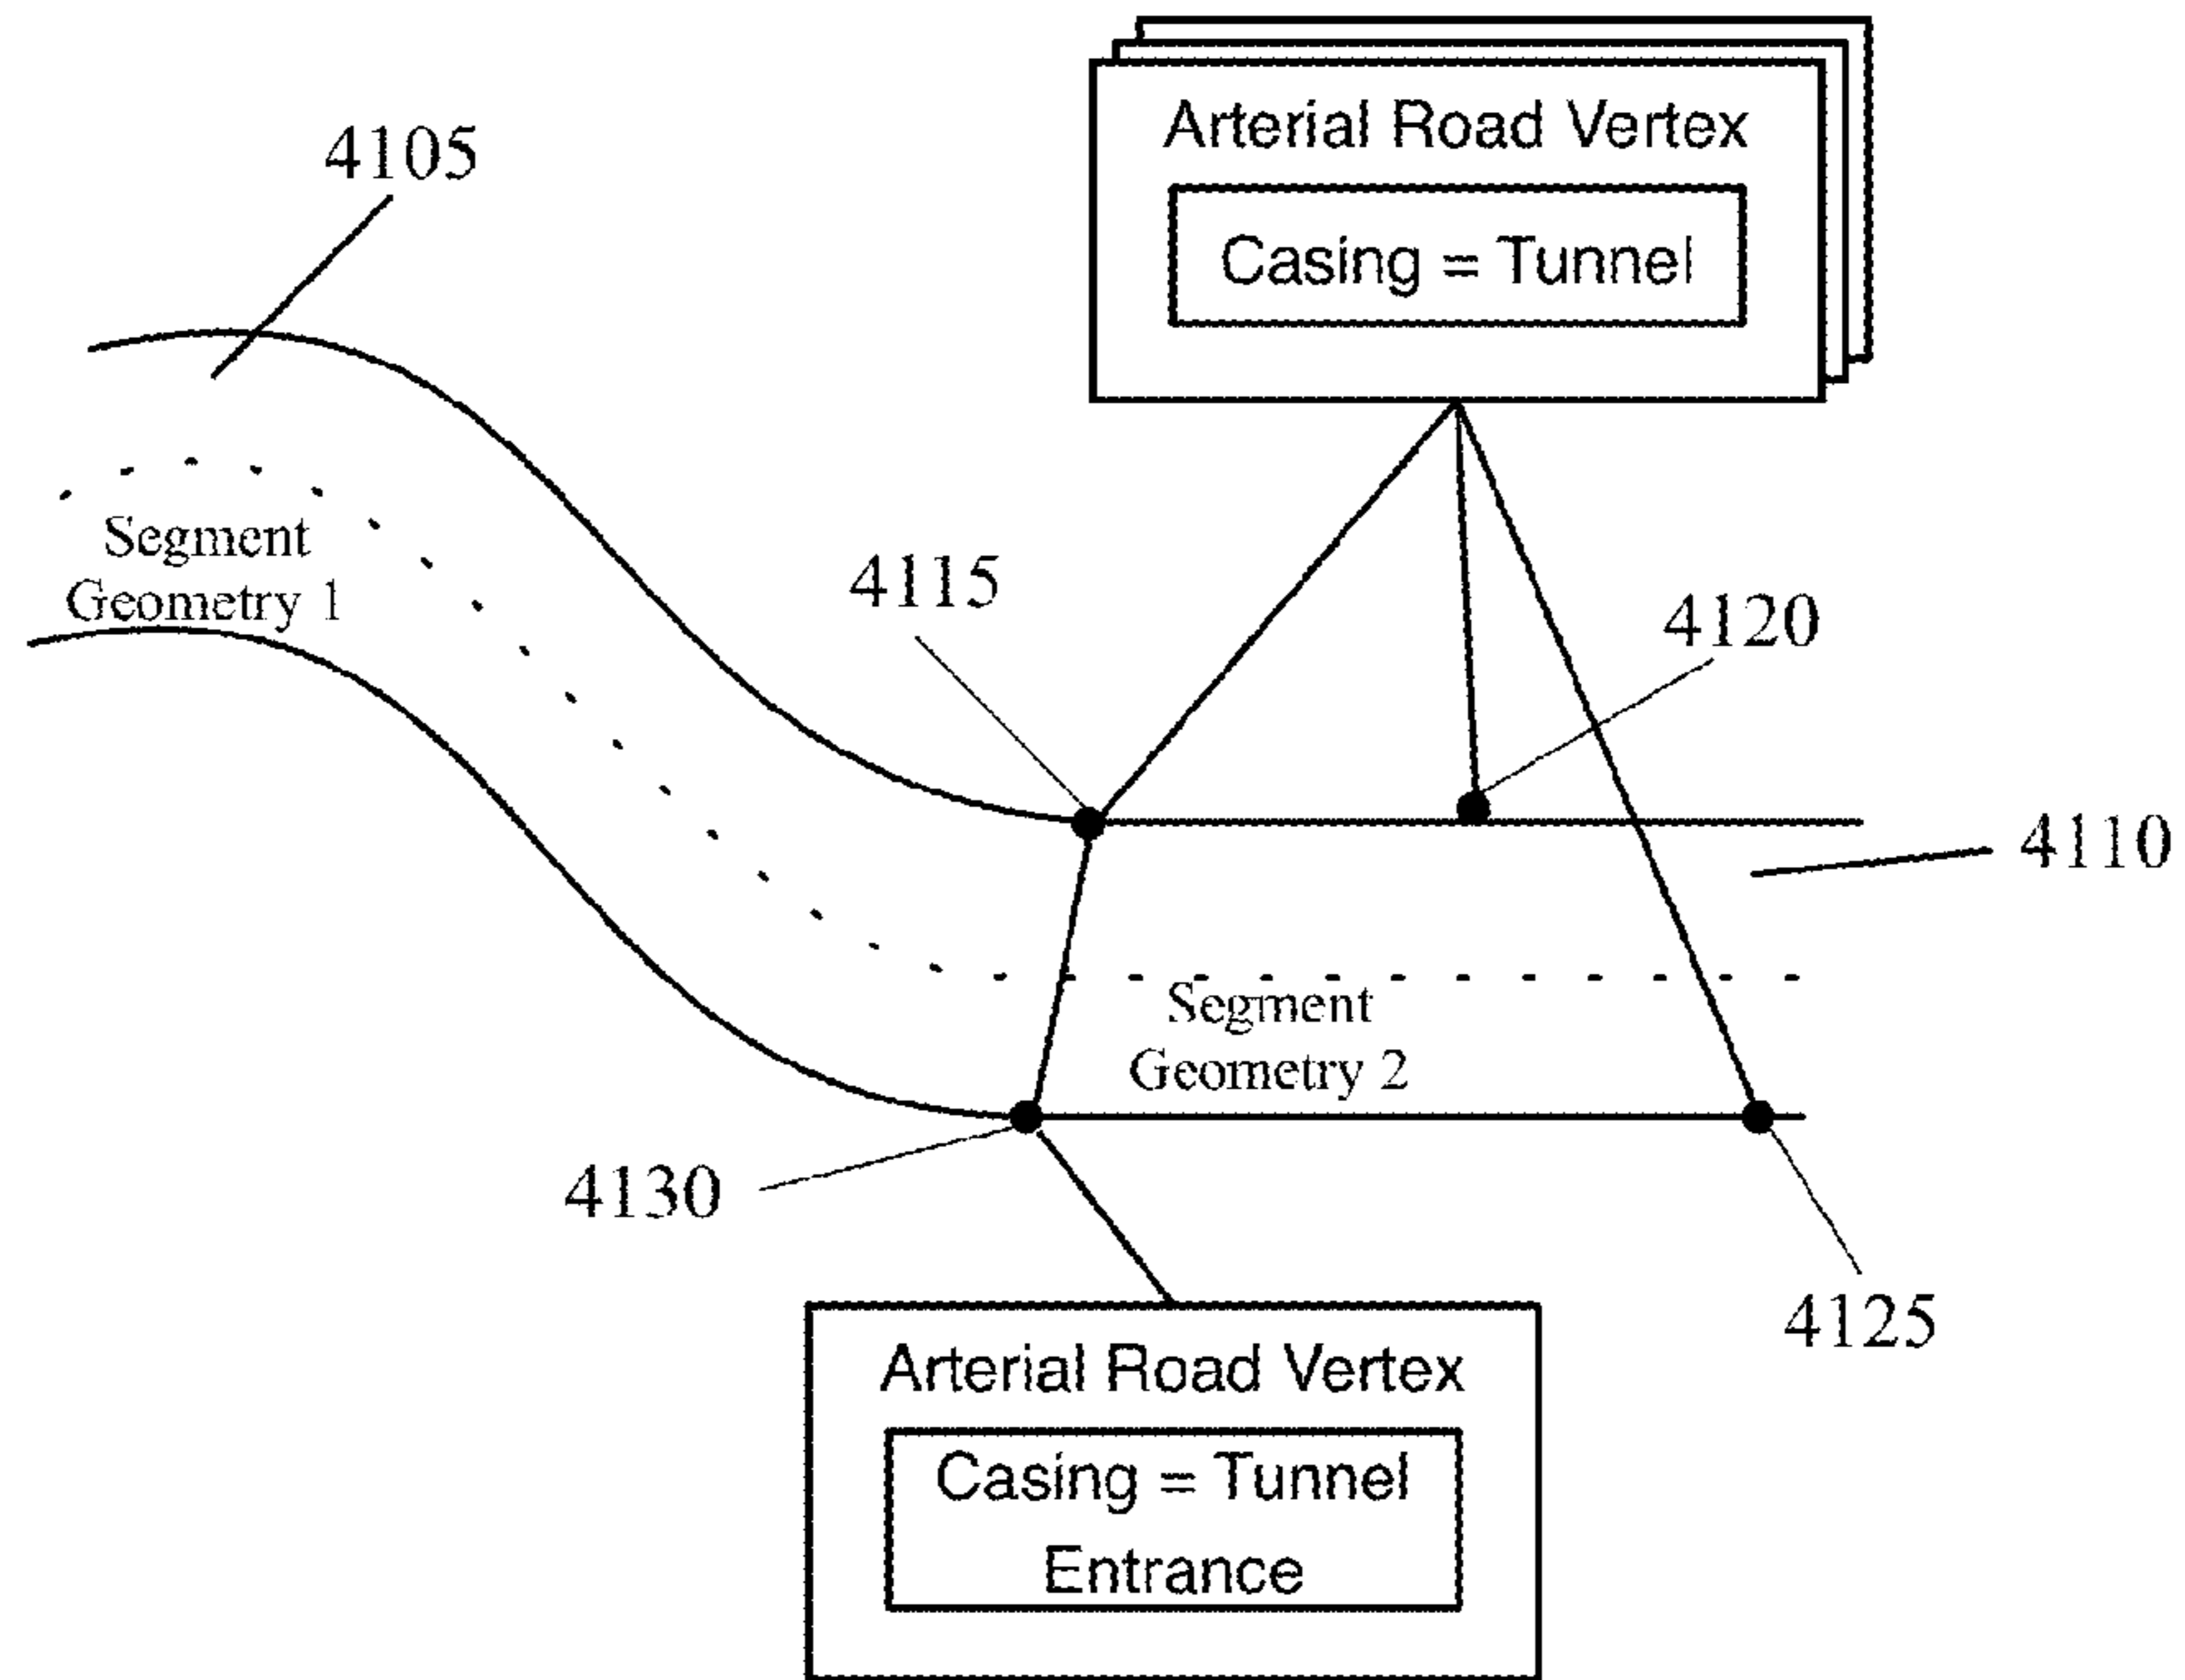 Arterial Road Vertex
Casing = Tunnel
4105
Segment
Geometry 1
4115
4120
4110
Segment
Geometry 2
4130
4125
Arterial Road Vertex
Casing = Tunnel
Entrance